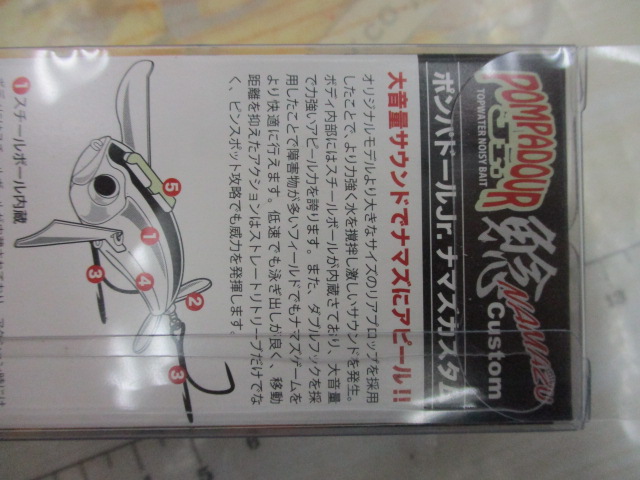 POMPADOUR
Jr.
TOPWATER NOISY BAIT
鯰
NAMAZU
Custom
ポンパドールJr.ナマズカスタム
大音量サウンドでナマズにアピール!!
オリジナルモデルより大きなサイズのリアプロップを採用
したことで、より力強く水を撹拌し激しいサウンドを発生。
ボディ内部にはスチールボールが内蔵されており、大音量
で力強いアピール力を誇ります。また、ダブルフックを採
用したことで障害物が多いフィールドでもナマズゲームを
より快適に行えます。低速でも泳ぎ出しが良く、移動
距離を抑えたアクションはストレートリトリーブだけでな
く、ピンスポット攻略でも威力を発揮します。
5
1
4
3
2
3
1 スチールボール内蔵